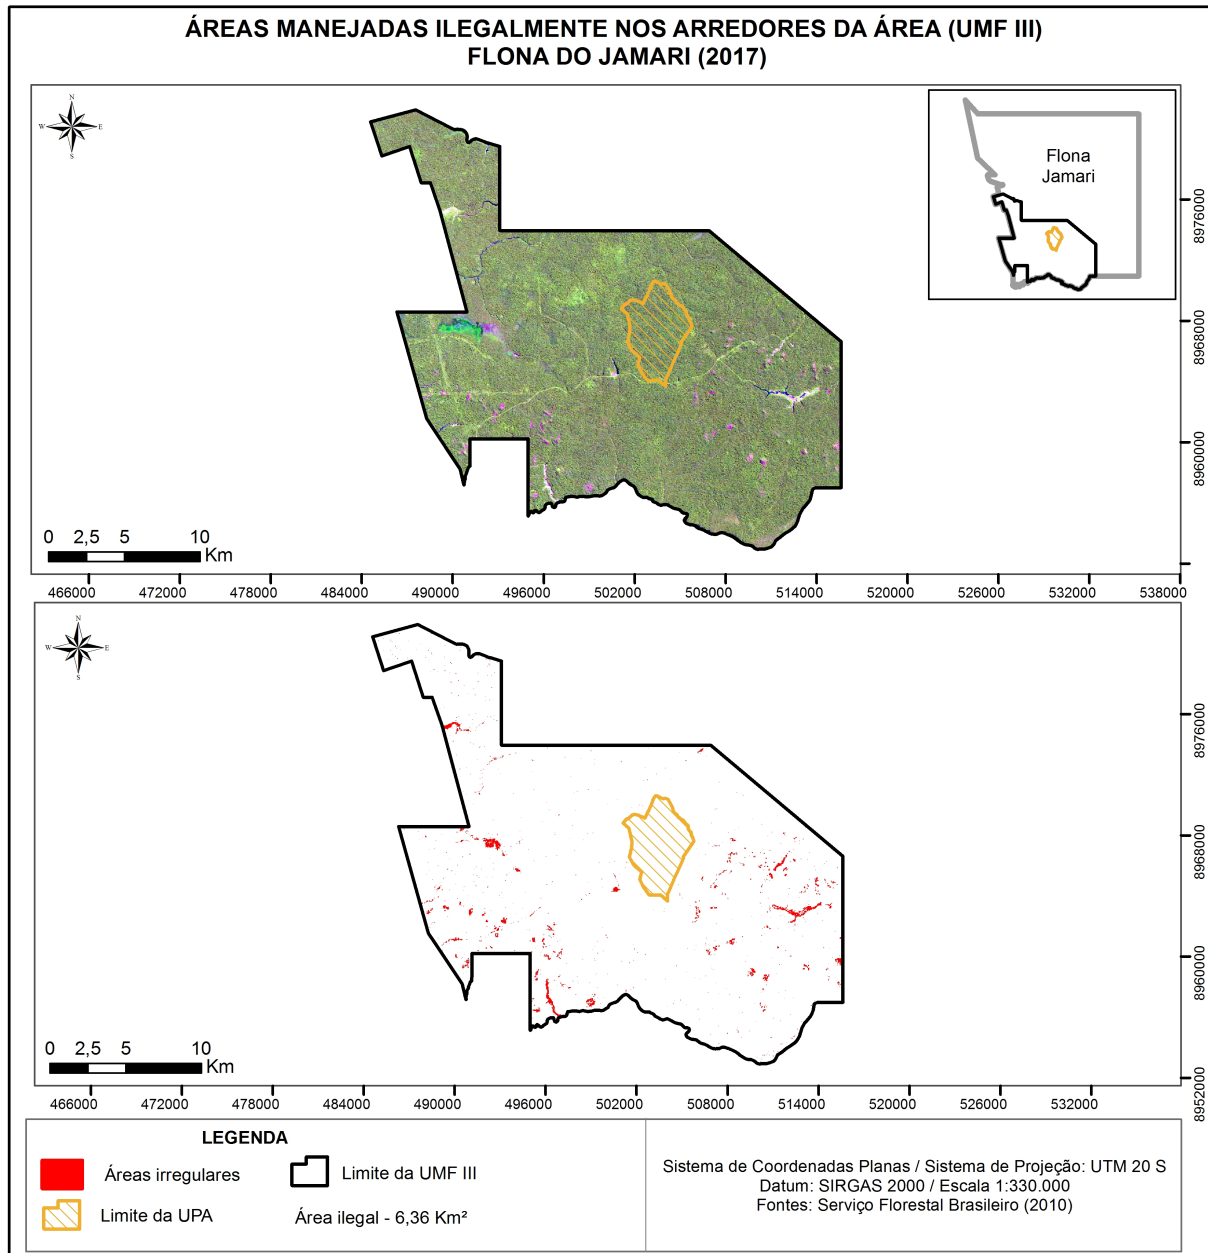 ÁREAS MANEJADAS ILEGALMENTE NOS ARREDORES DA ÁREA (UMF III)
FLONA DO JAMARI (2017)
N
W E
S
Flona
Jamari
8976000
8968000
8960000
0 2,5 5 10
Km
466000 472000 478000 484000 490000 496000 502000 508000 514000 520000 526000 532000 538000
N
W E
S
8976000
8968000
8960000
8952000
0 2,5 5 10
Km
466000 472000 478000 484000 490000 496000 502000 508000 514000 520000 526000 532000
LEGENDA
Áreas irregulares
Limite da UMF III
Limite da UPA
Área ilegal - 6,36 Km²
Sistema de Coordenadas Planas / Sistema de Projeção: UTM 20 S
Datum: SIRGAS 2000 / Escala 1:330.000
Fontes: Serviço Florestal Brasileiro (2010)